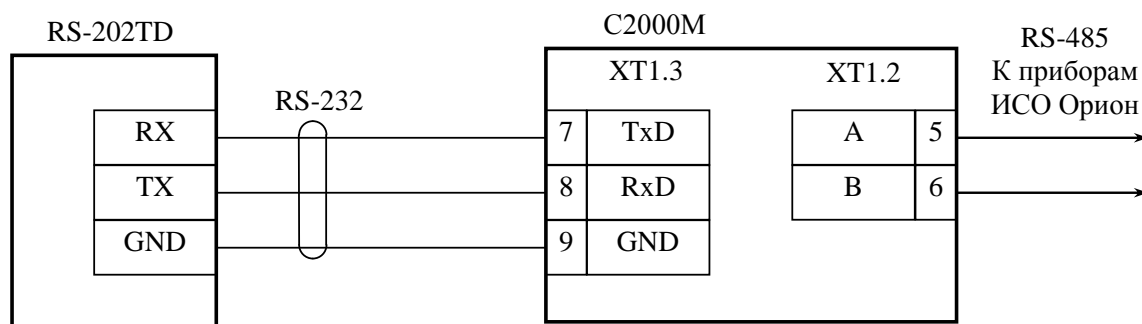 RS-202TD
RX
TX
GND
RS-232
C2000M
XT1.3
XT1.2
7 TxD
8 RxD
9 GND
A 5
B 6
RS-485
К приборам
ИСО Орион